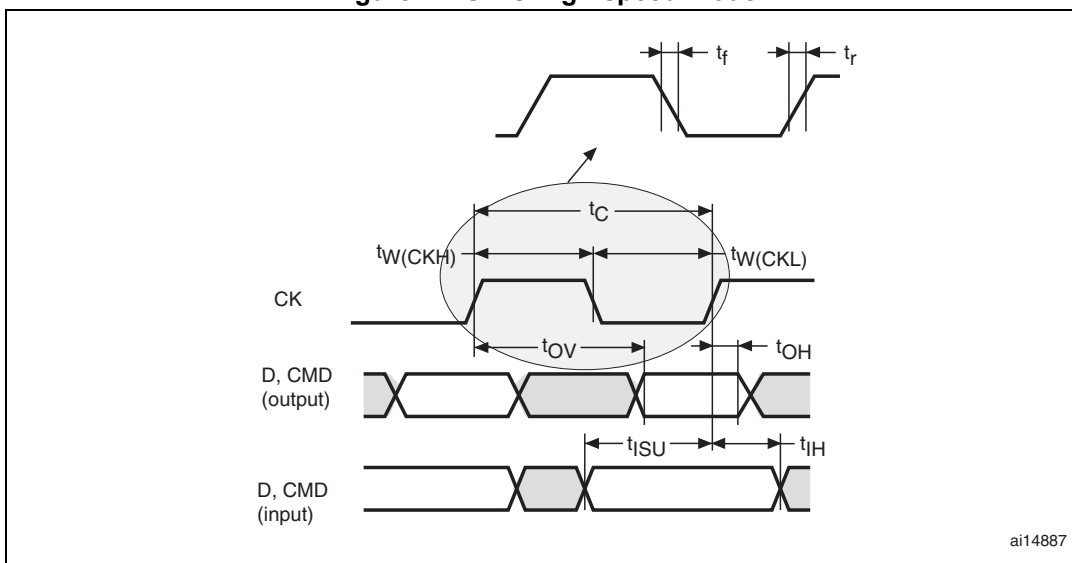 tf
tr
tC
tW(CKH)
tW(CKL)
CK
tOV
tOH
D, CMD
(output)
tISU
tIH
D, CMD
(input)
ai14887